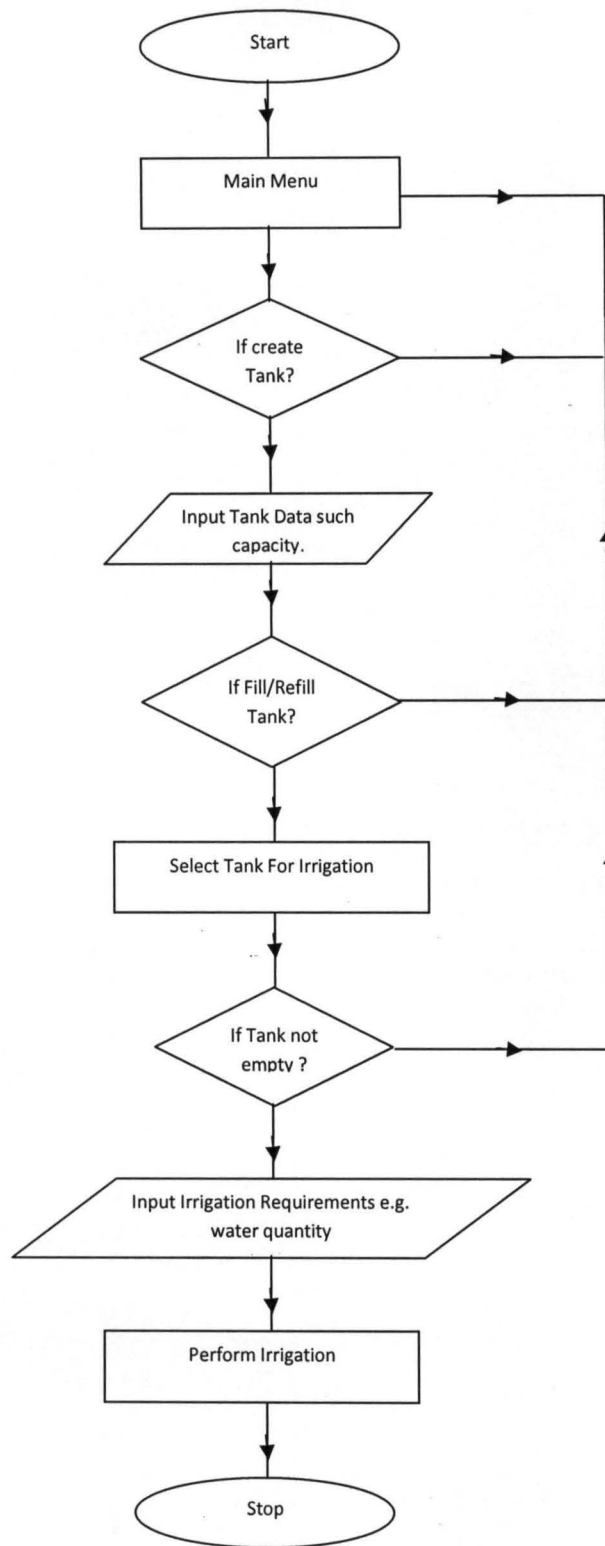 Start
Main Menu
If create
Tank?
Input Tank Data such
capacity.
If Fill/Refill
Tank?
Select Tank For Irrigation
If Tank not
empty ?
Input Irrigation Requirements e.g.
water quantity
Perform Irrigation
Stop